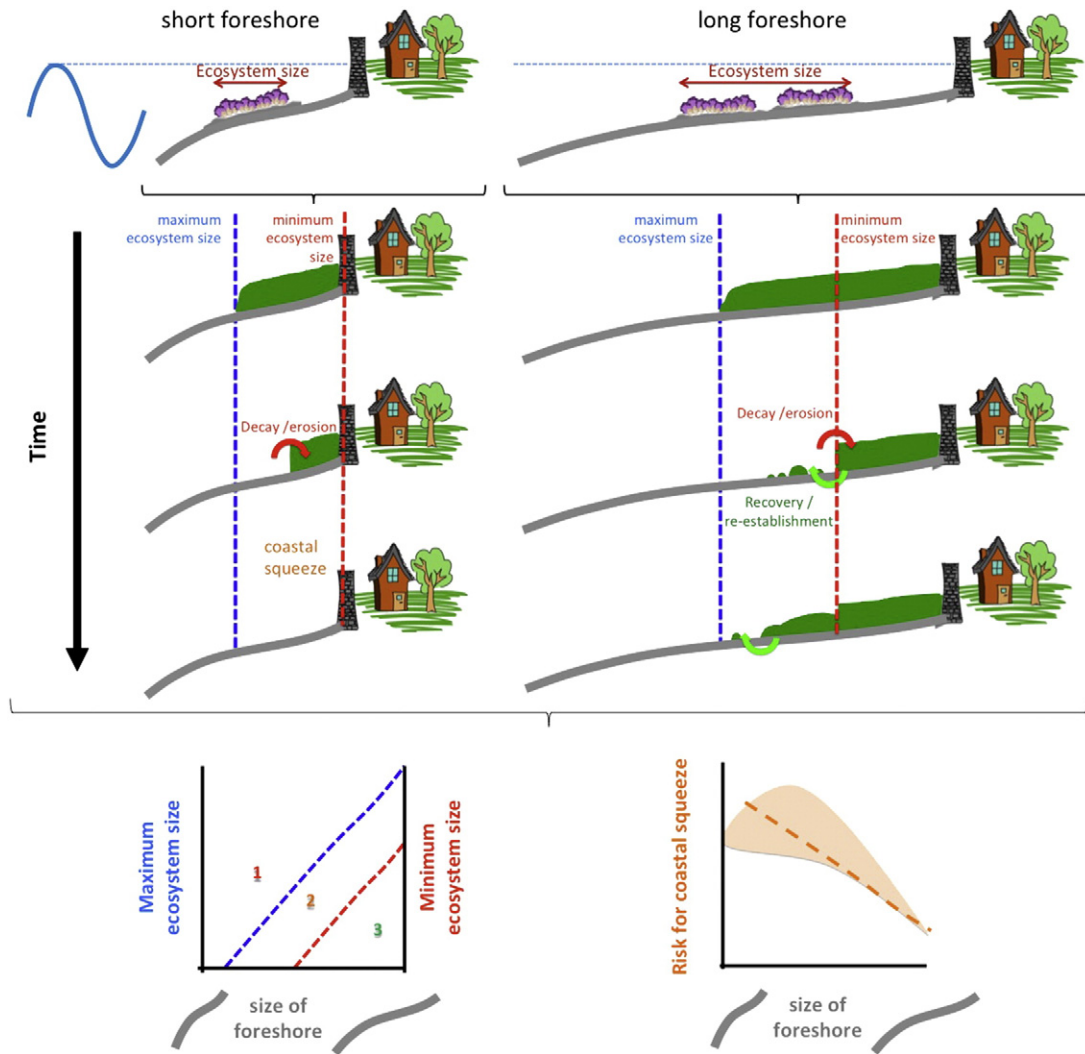 short foreshore
long foreshore
Ecosystem size
Ecosystem size
maximum
ecosystem size
minimum
ecosystem
size
maximum
ecosystem size
minimum
ecosystem size
Time
Decay /erosion
Decay /erosion
Recovery /
re-establishment
coastal
squeeze
Maximum
ecosystem size
1
2
3
Minimum
ecosystem size
size of
foreshore
Risk for coastal squeeze
size of
foreshore